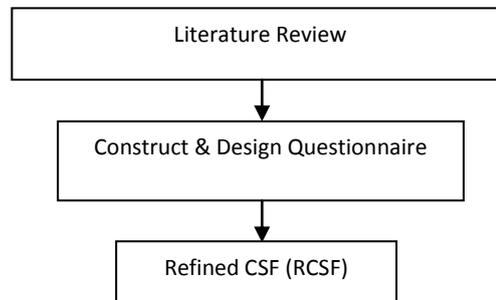 Literature Review
Construct & Design Questionnaire
Refined CSF (RCSF)